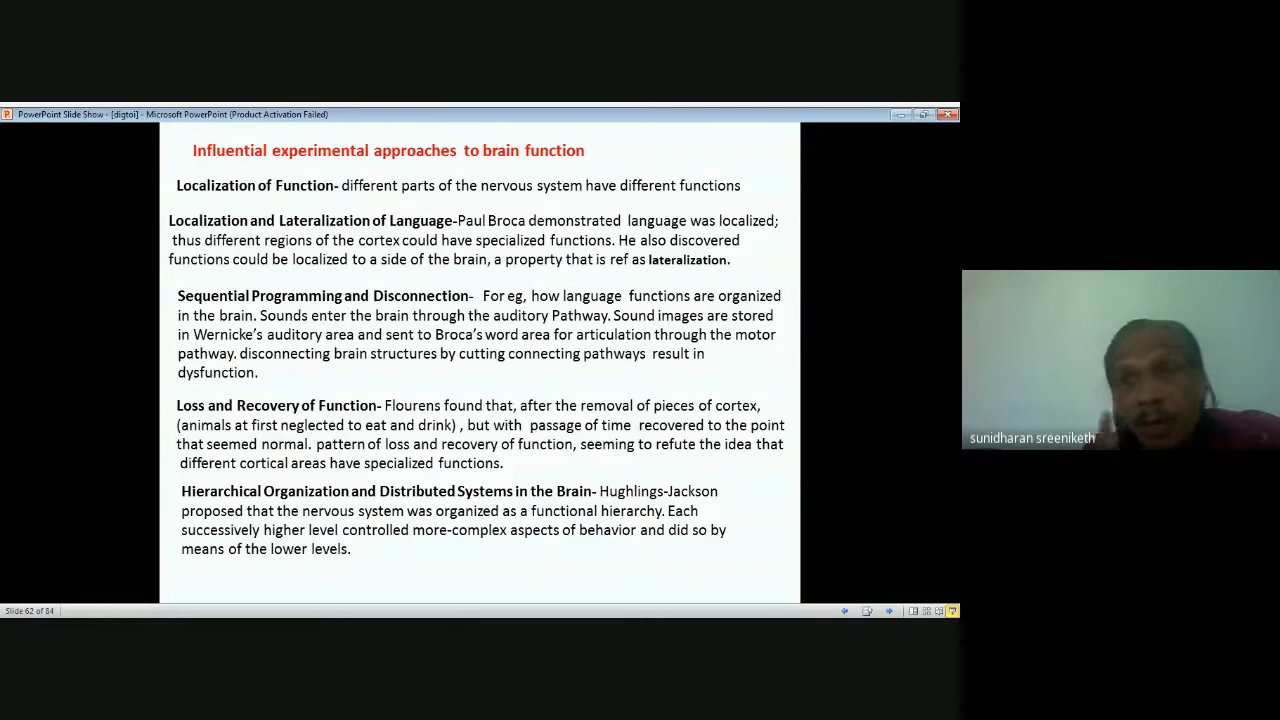 PowerPoint Slide Show - [digtoi] - Microsoft PowerPoint (Product Activation Failed)
Influential experimental approaches to brain function
Localization of Function- different parts of the nervous system have different functions
Localization and Lateralization of Language-Paul Broca demonstrated language was localized;
thus different regions of the cortex could have specialized functions. He also discovered
functions could be localized to a side of the brain, a property that is ref as lateralization.
Sequential Programming and Disconnection- For eg, how language functions are organized
in the brain. Sounds enter the brain through the auditory Pathway. Sound images are stored
in Wernicke's auditory area and sent to Broca's word area for articulation through the motor
pathway. disconnecting brain structures by cutting connecting pathways result in
dysfunction.
Loss and Recovery of Function- Flourens found that, after the removal of pieces of cortex,
(animals at first neglected to eat and drink) , but with passage of time recovered to the point
that seemed normal. pattern of loss and recovery of function, seeming to refute the idea that
different cortical areas have specialized functions.
Hierarchical Organization and Distributed Systems in the Brain- Hughlings-Jackson
proposed that the nervous system was organized as a functional hierarchy. Each
successively higher level controlled more-complex aspects of behavior and did so by
means of the lower levels.
Slide 62 of 84
sunidharan sreeniketh